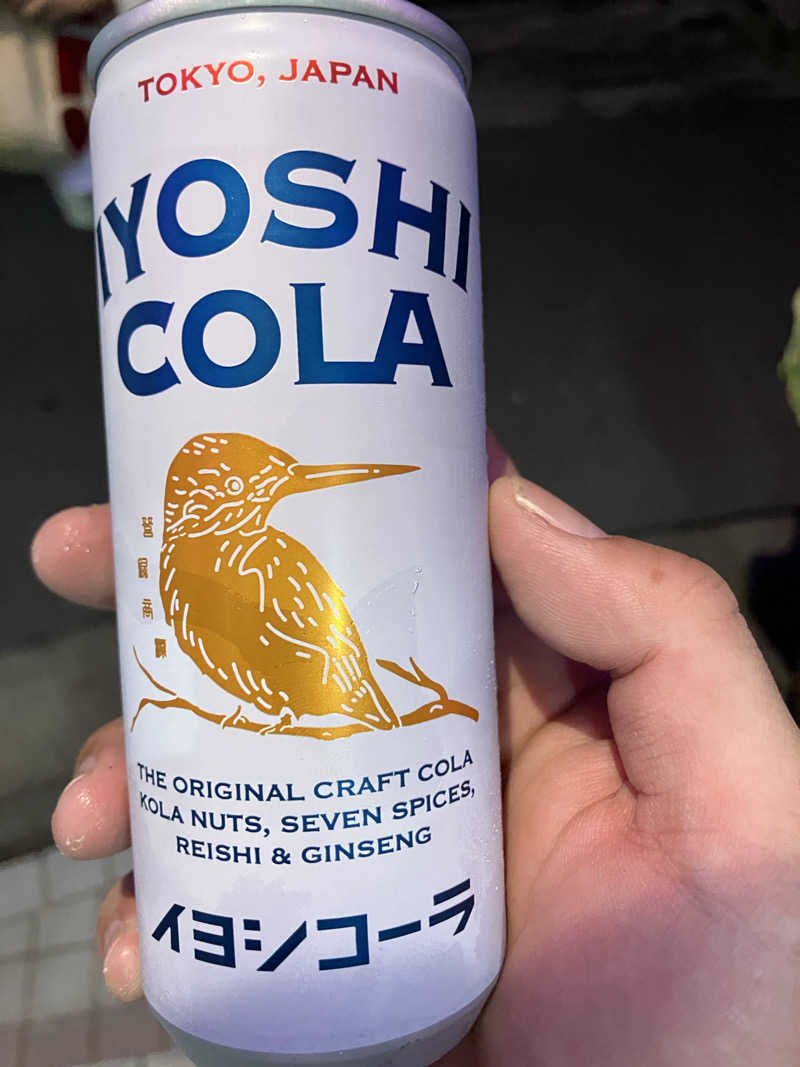 TOKYO, JAPAN
IYOSHI
COLA
THE ORIGINAL CRAFT COLA
KOLA NUTS, SEVEN SPICES,
REISHI & GINSENG
イヨシコーラ